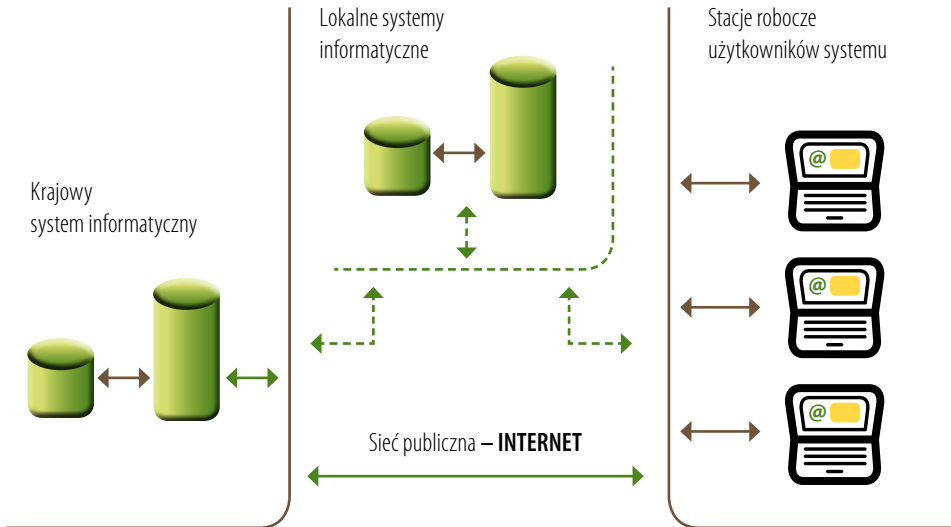 Lokalne systemy
informatyczne
Stacje robocze
użytkowników systemu
Krajowy
system informatyczny
@
@
@
Sieć publiczna – INTERNET